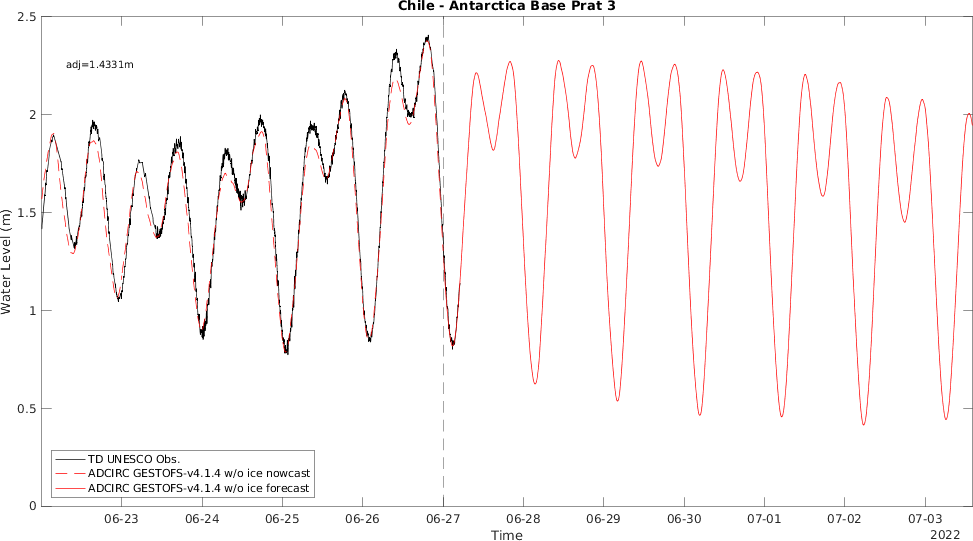 Chile - Antarctica Base Prat 3
2.5
adj=1.4331m
2
1.5
Water Level (m)
1
0.5
TD UNESCO Obs.
ADCIRC GESTOFS-v4.1.4 w/o ice nowcast
ADCIRC GESTOFS-v4.1.4 w/o ice forecast
0
06-23 06-24 06-25 06-26 06-27 06-28 06-29 06-30 07-01 07-02 07-03
Time 2022